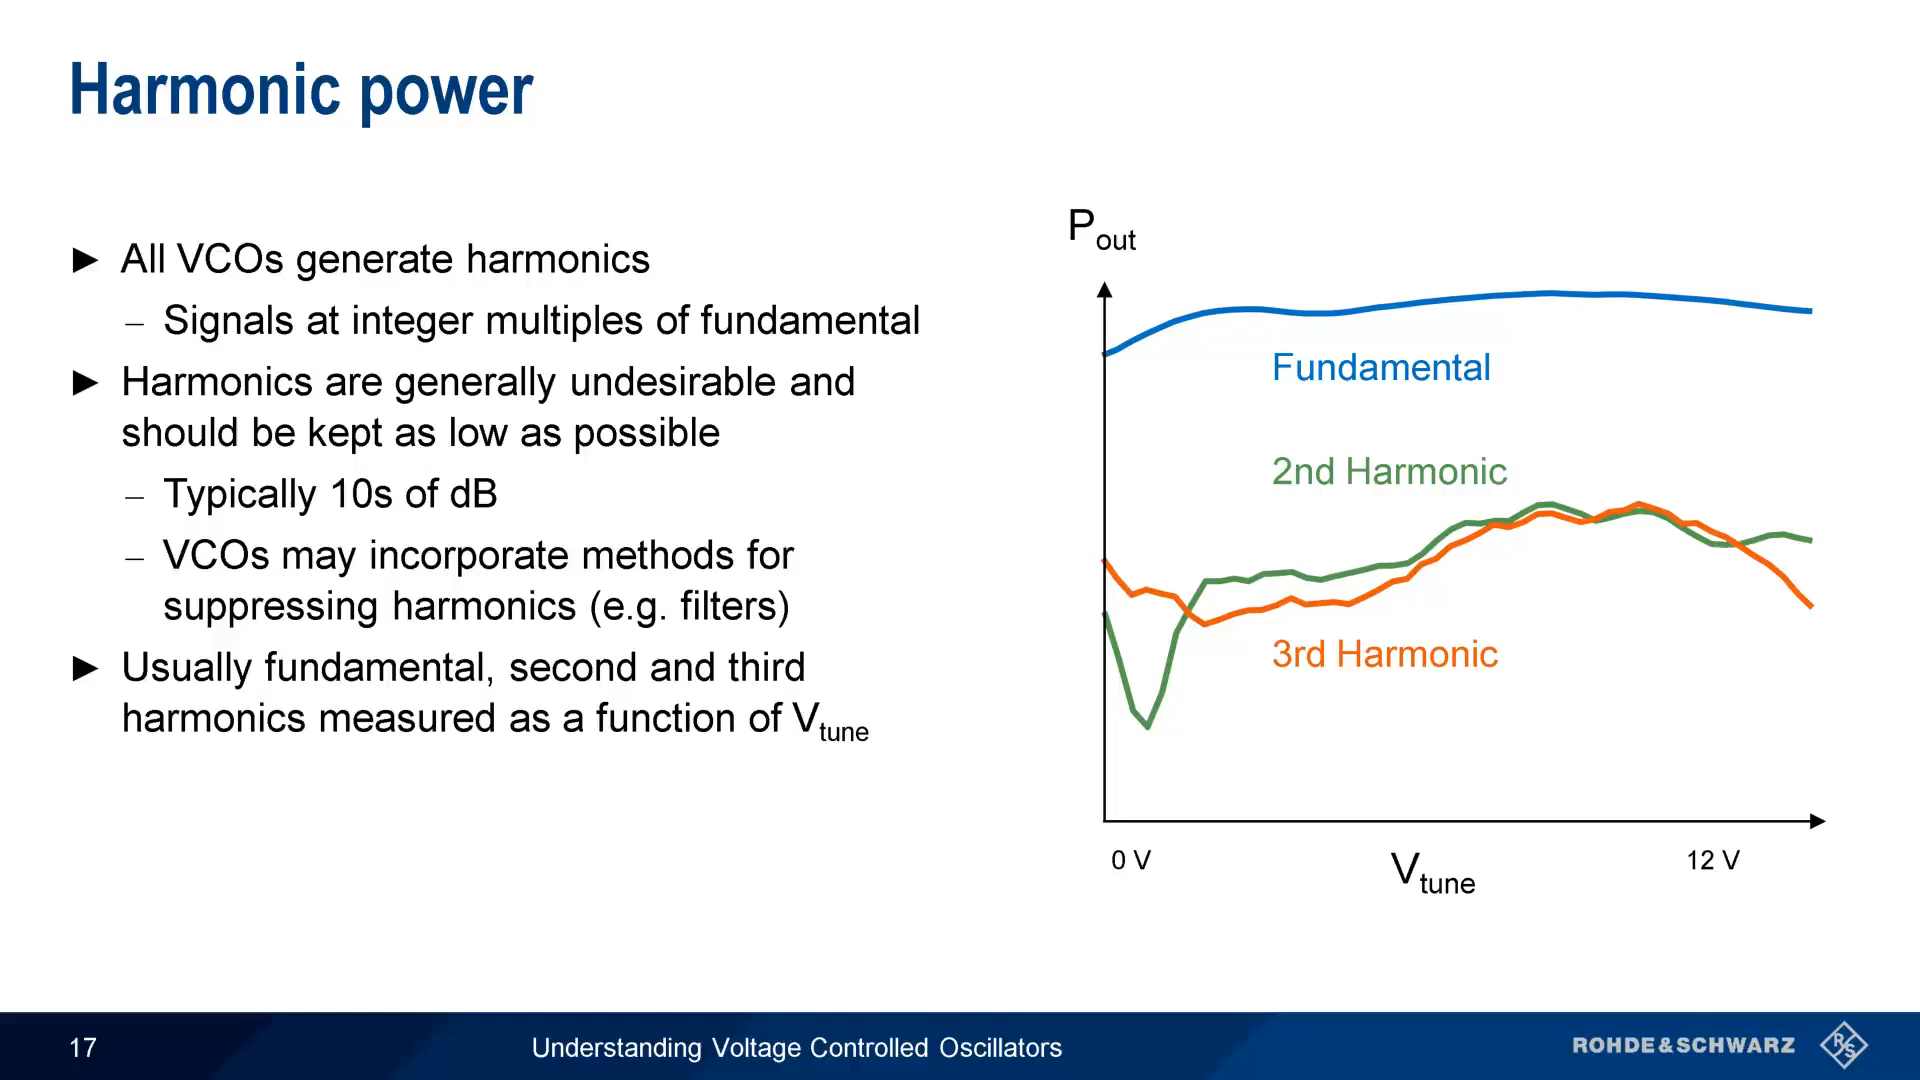 Harmonic power
► All VCOs generate harmonics
– Signals at integer multiples of fundamental
► Harmonics are generally undesirable and
should be kept as low as possible
– Typically 10s of dB
– VCOs may incorporate methods for
suppressing harmonics (e.g. filters)
► Usually fundamental, second and third
harmonics measured as a function of Vtune
Pout
Fundamental
2nd Harmonic
3rd Harmonic
0 V
Vtune
12 V
17
Understanding Voltage Controlled Oscillators
ROHDE&SCHWARZ
R&S